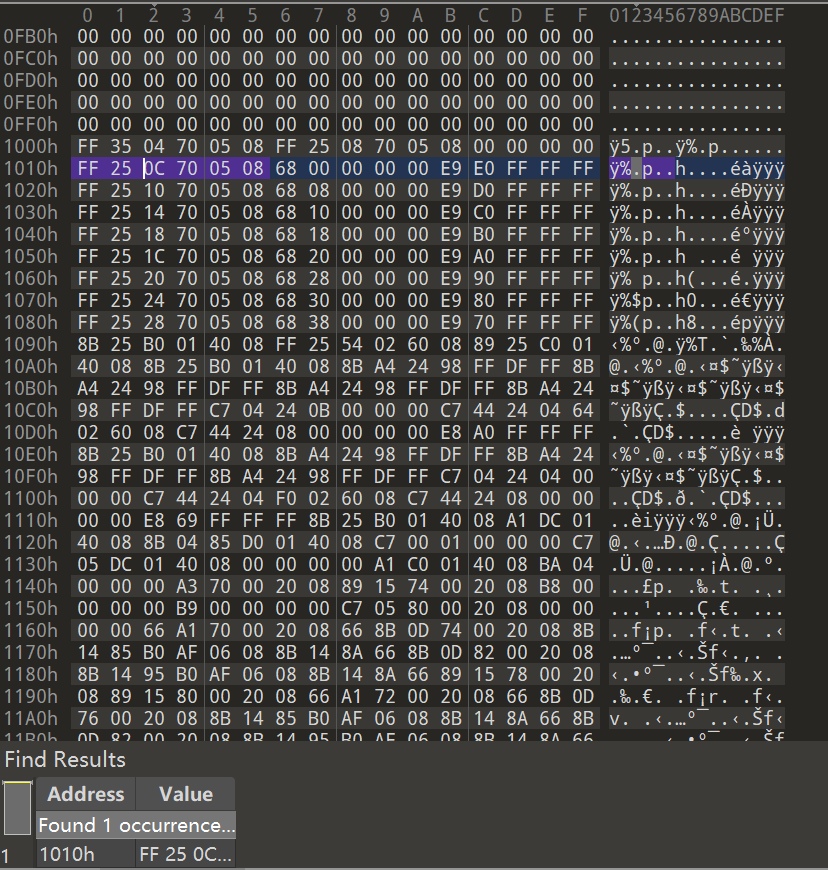 0 1 2 3 4 5 6 7 8 9 A B C D E F 0123456789ABCDEF
0FB0h 00 00 00 00 00 00 00 00 00 00 00 00 00 00 00 00 ................
0FC0h 00 00 00 00 00 00 00 00 00 00 00 00 00 00 00 00 ................
0FD0h 00 00 00 00 00 00 00 00 00 00 00 00 00 00 00 00 ................
0FE0h 00 00 00 00 00 00 00 00 00 00 00 00 00 00 00 00 ................
0FF0h 00 00 00 00 00 00 00 00 00 00 00 00 00 00 00 00 ................
1000h FF 35 04 70 05 08 FF 25 08 70 05 08 00 00 00 00 ÿ5.p..ÿ%.p......
1010h FF 25 0C 70 05 08 68 00 00 00 00 E9 E0 FF FF FF ÿ%.p..h....éàÿÿÿ
1020h FF 25 10 70 05 08 68 08 00 00 00 E9 D0 FF FF FF ÿ%.p..h....éÐÿÿÿ
1030h FF 25 14 70 05 08 68 10 00 00 00 E9 C0 FF FF FF ÿ%.p..h....éÀÿÿÿ
1040h FF 25 18 70 05 08 68 18 00 00 00 E9 B0 FF FF FF ÿ%.p..h....é°ÿÿÿ
1050h FF 25 1C 70 05 08 68 20 00 00 00 E9 A0 FF FF FF ÿ%.p..h ...é ÿÿÿ
1060h FF 25 20 70 05 08 68 28 00 00 00 E9 90 FF FF FF ÿ% p..h(...é.ÿÿÿ
1070h FF 25 24 70 05 08 68 30 00 00 00 E9 80 FF FF FF ÿ%$p..h0...é€ÿÿÿ
1080h FF 25 28 70 05 08 68 38 00 00 00 E9 70 FF FF FF ÿ%(p..h8...épÿÿÿ
1090h 8B 25 B0 01 40 08 FF 25 54 02 60 08 89 25 C0 01 ‹%°.@.ÿ%T.`.‰%À.
10A0h 40 08 8B 25 B0 01 40 08 8B A4 24 98 FF DF FF 8B @.‹%°.@.‹¤$˜ÿßÿ‹
10B0h A4 24 98 FF DF FF 8B A4 24 98 FF DF FF 8B A4 24 ¤$˜ÿßÿ‹¤$˜ÿßÿ‹¤$
10C0h 98 FF DF FF C7 04 24 0B 00 00 00 C7 44 24 04 64 ˜ÿßÿÇ.$....ÇD$.d
10D0h 02 60 08 C7 44 24 08 00 00 00 00 E8 A0 FF FF FF .`.ÇD$.....è ÿÿÿ
10E0h 8B 25 B0 01 40 08 8B A4 24 98 FF DF FF 8B A4 24 ‹%°.@.‹¤$˜ÿßÿ‹¤$
10F0h 98 FF DF FF 8B A4 24 98 FF DF FF C7 04 24 04 00 ˜ÿßÿ‹¤$˜ÿßÿÇ.$..
1100h 00 00 C7 44 24 04 F0 02 60 08 C7 44 24 08 00 00 ..ÇD$.ð.`.ÇD$...
1110h 00 00 E8 69 FF FF FF 8B 25 B0 01 40 08 A1 DC 01 ..èiÿÿÿ‹%°.@.¡Ü.
1120h 40 08 8B 04 85 D0 01 40 08 C7 00 01 00 00 00 C7 @.‹.…Ð.@.Ç.....Ç
1130h 05 DC 01 40 08 00 00 00 00 A1 C0 01 40 08 BA 04 .Ü.@.....¡À.@.º.
1140h 00 00 00 A3 70 00 20 08 89 15 74 00 20 08 B8 00 ...£p. .‰.t. .¸.
1150h 00 00 00 B9 00 00 00 00 C7 05 80 00 20 08 00 00 ...¹....Ç.€. ...
1160h 00 00 66 A1 70 00 20 08 66 8B 0D 74 00 20 08 8B ..f¡p. .f‹.t. .‹
1170h 14 85 B0 AF 06 08 8B 14 8A 66 8B 0D 82 00 20 08 .…°¯..‹.Šf‹.‚. .
1180h 8B 14 95 B0 AF 06 08 8B 14 8A 66 89 15 78 00 20 ‹.•°¯..‹.Šf‰.x.
1190h 08 89 15 80 00 20 08 66 A1 72 00 20 08 66 8B 0D .‰.€. .f¡r. .f‹.
11A0h 76 00 20 08 8B 14 85 B0 AF 06 08 8B 14 8A 66 8B v. .‹.…°¯..‹.Šf‹
11B0h 0D 82 00 20 08 8B 14 95 B0 AF 06 08 8B 14 8A 66
Find Results
Address Value
Found 1 occurrence...
1 1010h FF 25 0C...